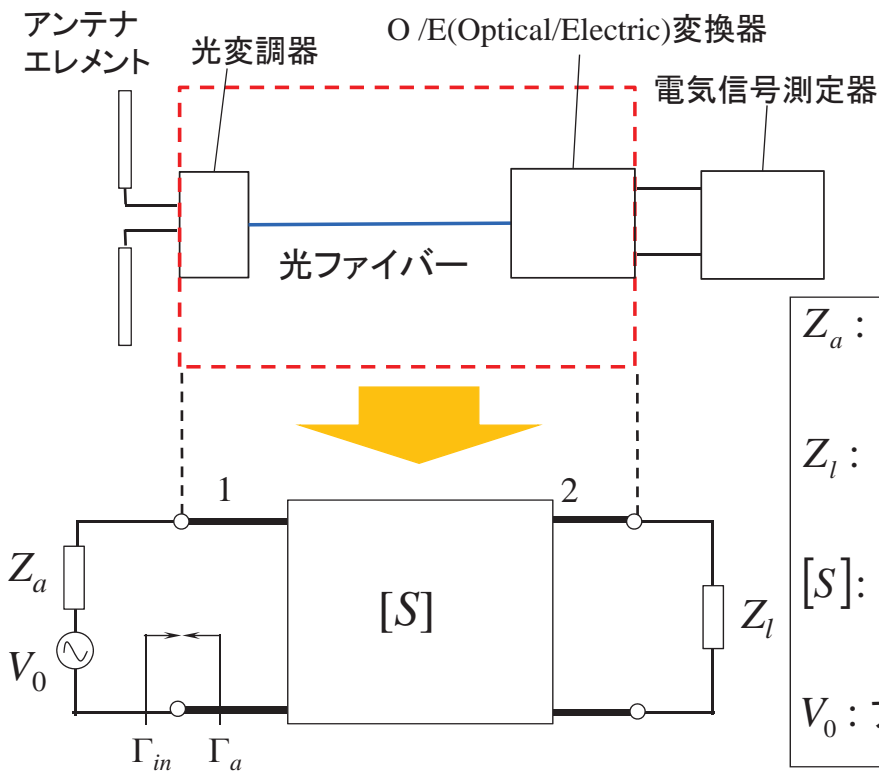 アンテナ
エレメント
光変調器
O /E(Optical/Electric)変換器
電気信号測定器
光ファイバー
Z_a :
Z_l :
[S]:
V_0 :
1
2
Z_a
V_0
[S]
Z_l
Γ_in
Γ_a